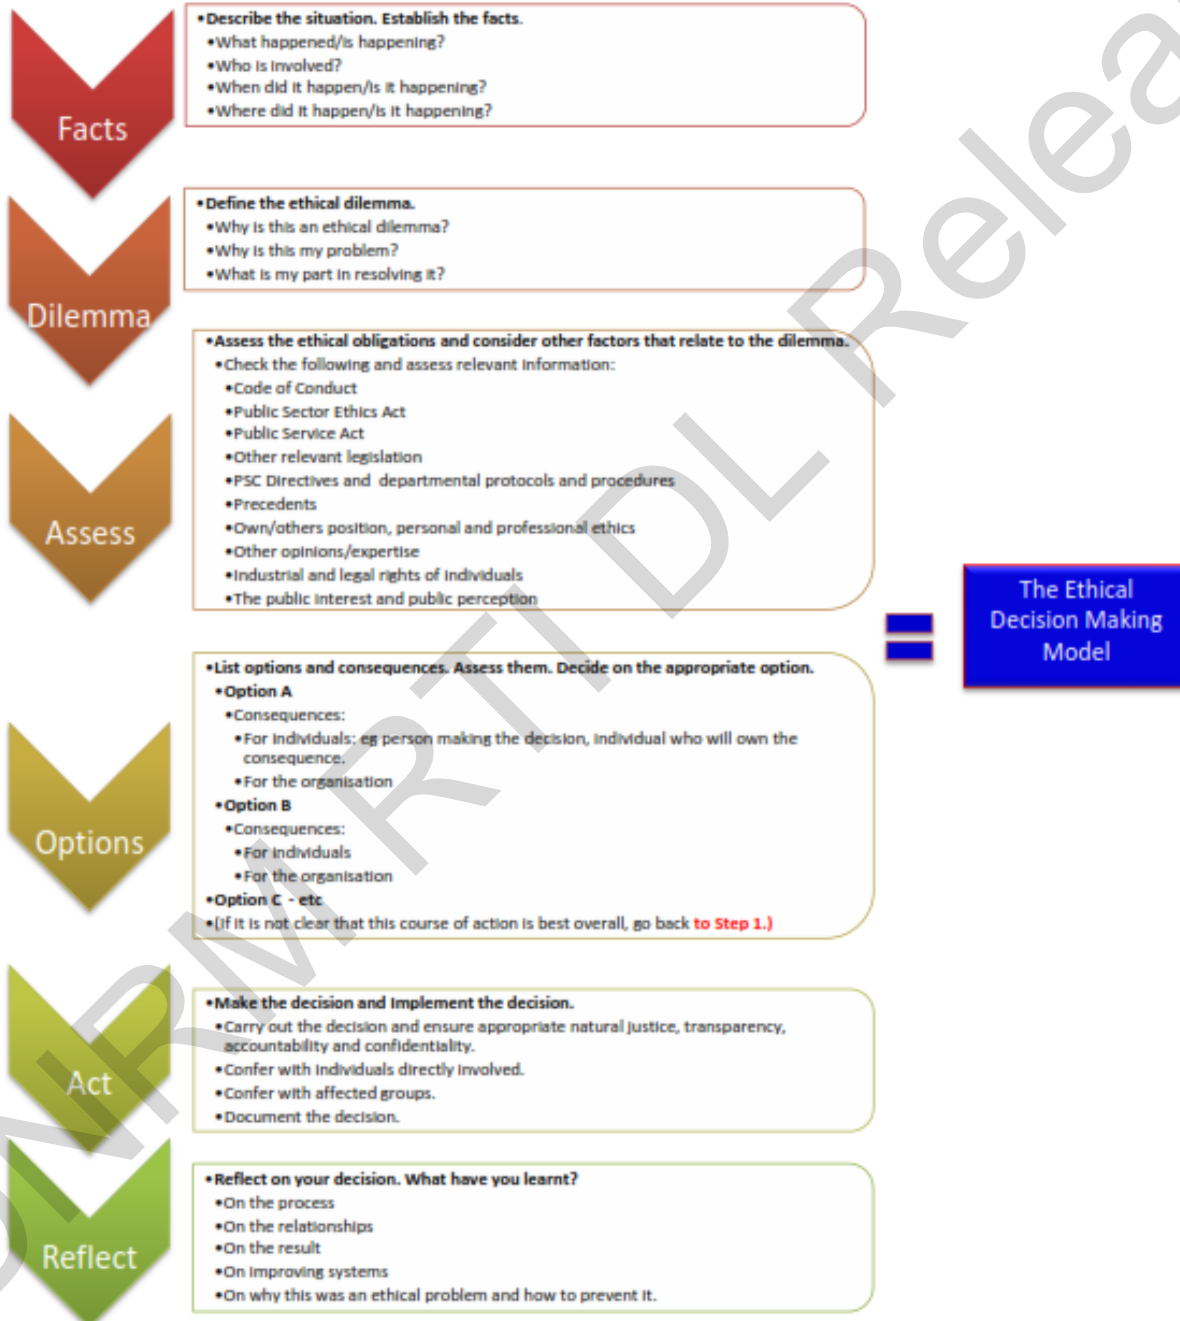 Facts
•Describe the situation. Establish the facts.
•What happened/is happening?
•Who is involved?
•When did it happen/is it happening?
•Where did it happen/is it happening?
Dilemma
•Define the ethical dilemma.
•Why is this an ethical dilemma?
•Why is this my problem?
•What is my part in resolving it?
Assess
•Assess the ethical obligations and consider other factors that relate to the dilemma.
•Check the following and assess relevant information:
•Code of Conduct
•Public Sector Ethics Act
•Public Service Act
•Other relevant legislation
•PSC Directives and departmental protocols and procedures
•Precedents
•Own/others position, personal and professional ethics
•Other opinions/expertise
•Industrial and legal rights of individuals
•The public interest and public perception
Options
•List options and consequences. Assess them. Decide on the appropriate option.
•Option A
•Consequences:
•For individuals: eg person making the decision, individual who will own the
consequence.
•For the organisation
•Option B
•Consequences:
•For individuals
•For the organisation
•Option C - etc
•(If it is not clear that this course of action is best overall, go back to Step 1.)
Act
•Make the decision and implement the decision.
•Carry out the decision and ensure appropriate natural justice, transparency,
accountability and confidentiality.
•Confer with individuals directly involved.
•Confer with affected groups.
•Document the decision.
Reflect
•Reflect on your decision. What have you learnt?
•On the process
•On the relationships
•On the result
•On improving systems
•On why this was an ethical problem and how to prevent it.
The Ethical
Decision Making
Model
RTI DL